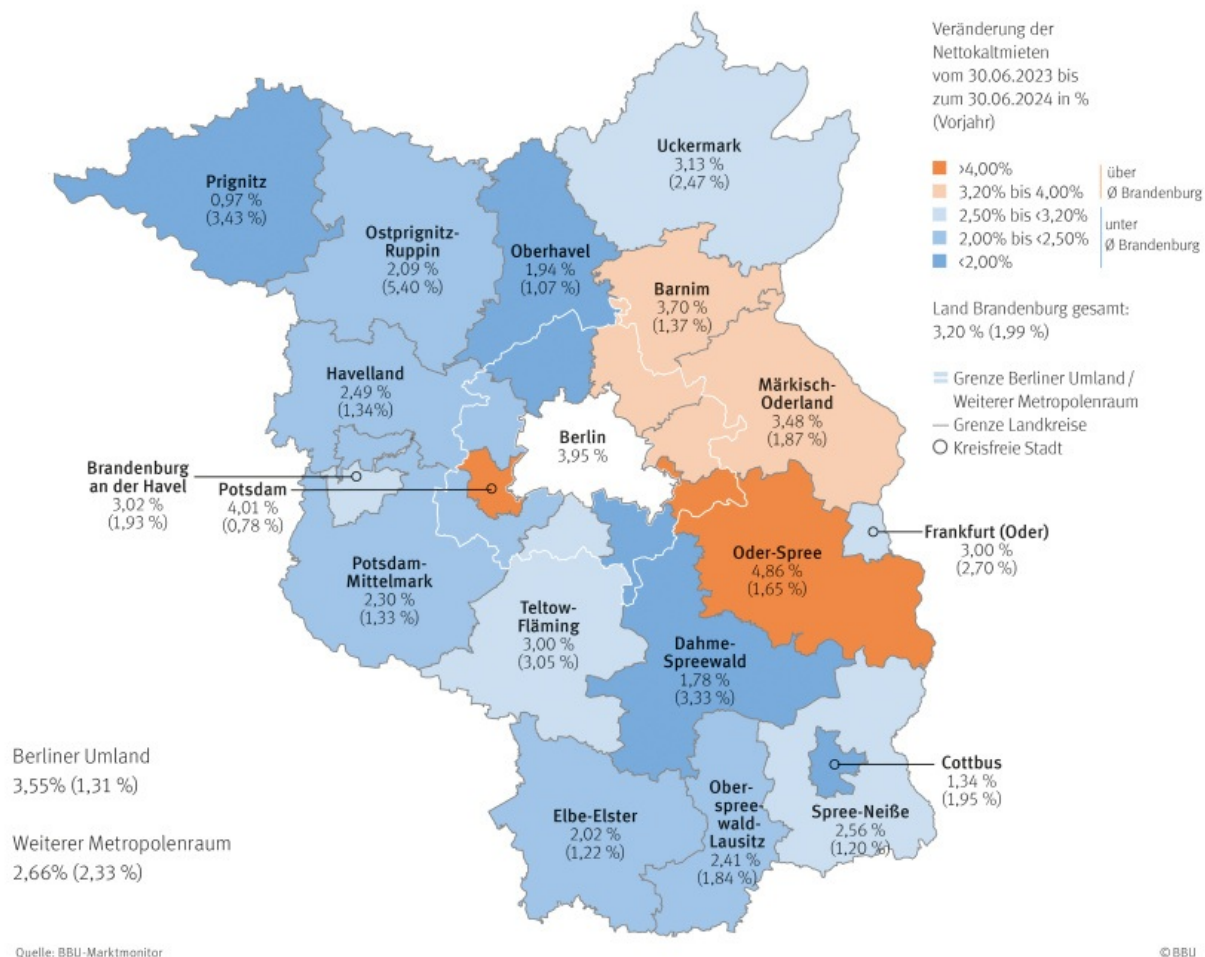 Veränderung der
Nettokaltmieten
vom 30.06.2023 bis
zum 30.06.2024 in %
(Vorjahr)
>4,00%
3,20% bis 4,00%
über
Ø Brandenburg
2,50% bis <3,20%
2,00% bis <2,50%
<2,00%
unter
Ø Brandenburg
Land Brandenburg gesamt:
3,20 % (1,99 %)
Grenze Berliner Umland /
Weiterer Metropolenraum
Grenze Landkreise
Kreisfreie Stadt
Uckermark
3,13 %
(2,47 %)
Prignitz
0,97 %
(3,43 %)
Ostprignitz-
Ruppin
2,09 %
(5,40 %)
Oberhavel
1,94 %
(1,07 %)
Barnim
3,70 %
(1,37 %)
Havelland
2,49 %
(1,34%)
Märkisch-
Oderland
3,48 %
(1,87 %)
Berlin
3,95 %
Brandenburg
an der Havel
3,02 %
(1,93 %)
Potsdam
4,01 %
(0,78 %)
Frankfurt (Oder)
3,00 %
(2,70 %)
Oder-Spree
4,86 %
(1,65 %)
Potsdam-
Mittelmark
2,30 %
(1,33 %)
Teltow-
Fläming
3,00 %
(3,05 %)
Dahme-
Spreewald
1,78 %
(3,33 %)
Cottbus
1,34 %
(1,95 %)
Spree-Neiße
2,56 %
(1,20 %)
Ober-
spree-
wald-
Lausitz
2,41 %
(1,84 %)
Elbe-Elster
2,02 %
(1,22 %)
Berliner Umland
3,55% (1,31 %)
Weiterer Metropolenraum
2,66% (2,33 %)
Quelle: BBU-Marktmonitor
© BBU